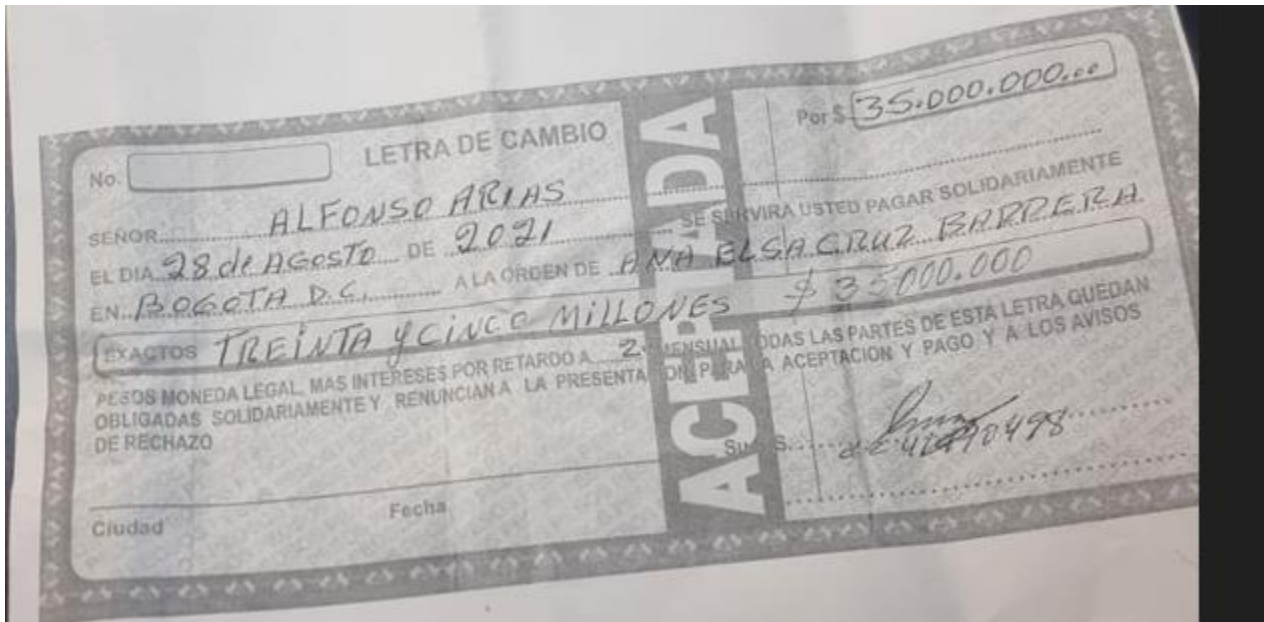 No.
LETRA DE CAMBIO
Por $ 35.000.000.00
SEÑOR ALFONSO ARIAS
EL DIA 28 de AGOSTO DE 2021 SE SERVIRA USTED PAGAR SOLIDARIAMENTE
EN BOGOTA D.C. A LA ORDEN DE ANA ELSA CRUZ BARRERA
EXACTOS TREINTA Y CINCO MILLONES $ 35000.000
PESOS MONEDA LEGAL, MAS INTERESES POR RETARDO A 2 MENSUAL TODAS LAS PARTES DE ESTA LETRA QUEDAN
OBLIGADAS SOLIDARIAMENTE Y RENUNCIAN A LA PRESENTACION PARA LA ACEPTACION Y PAGO Y A LOS AVISOS
DE RECHAZO
Ciudad
Fecha
ACEPTADA